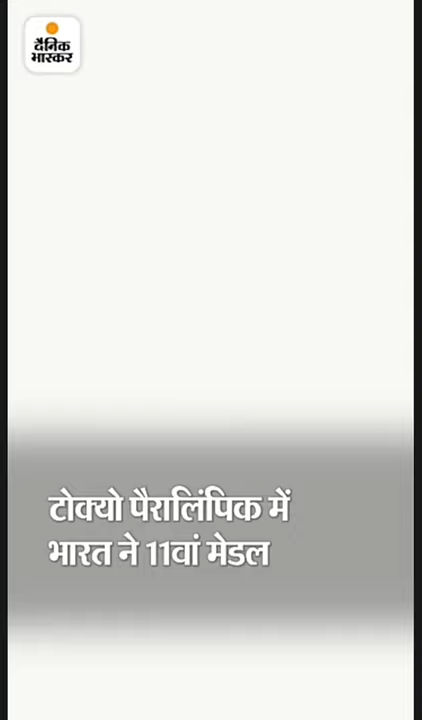 दैनिक
भास्कर
टोक्यो पैरालिंपिक में
भारत ने 11वां मेडल